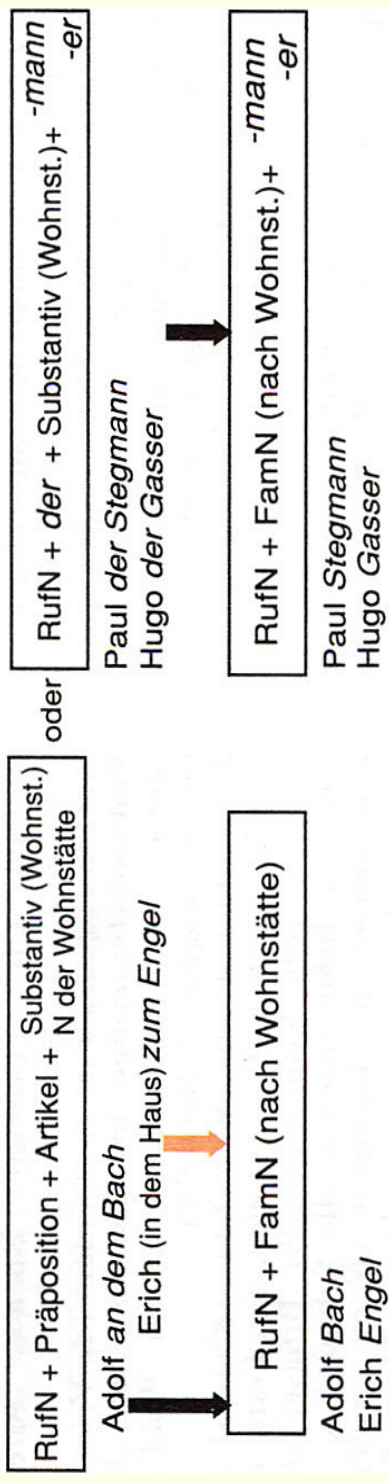 RufN + Präposition + Artikel + Substantiv (Wohnst.)
N der Wohnstätte
oder
RufN + der + Substantiv (Wohnst.)+ -mann
-er
Adolf an dem Bach
Erich (in dem Haus) zum Engel
Paul der Stegmann
Hugo der Gasser
RufN + FamN (nach Wohnstätte)
RufN + FamN (nach Wohnst.)+ -mann
-er
Adolf Bach
Erich Engel
Paul Stegmann
Hugo Gasser